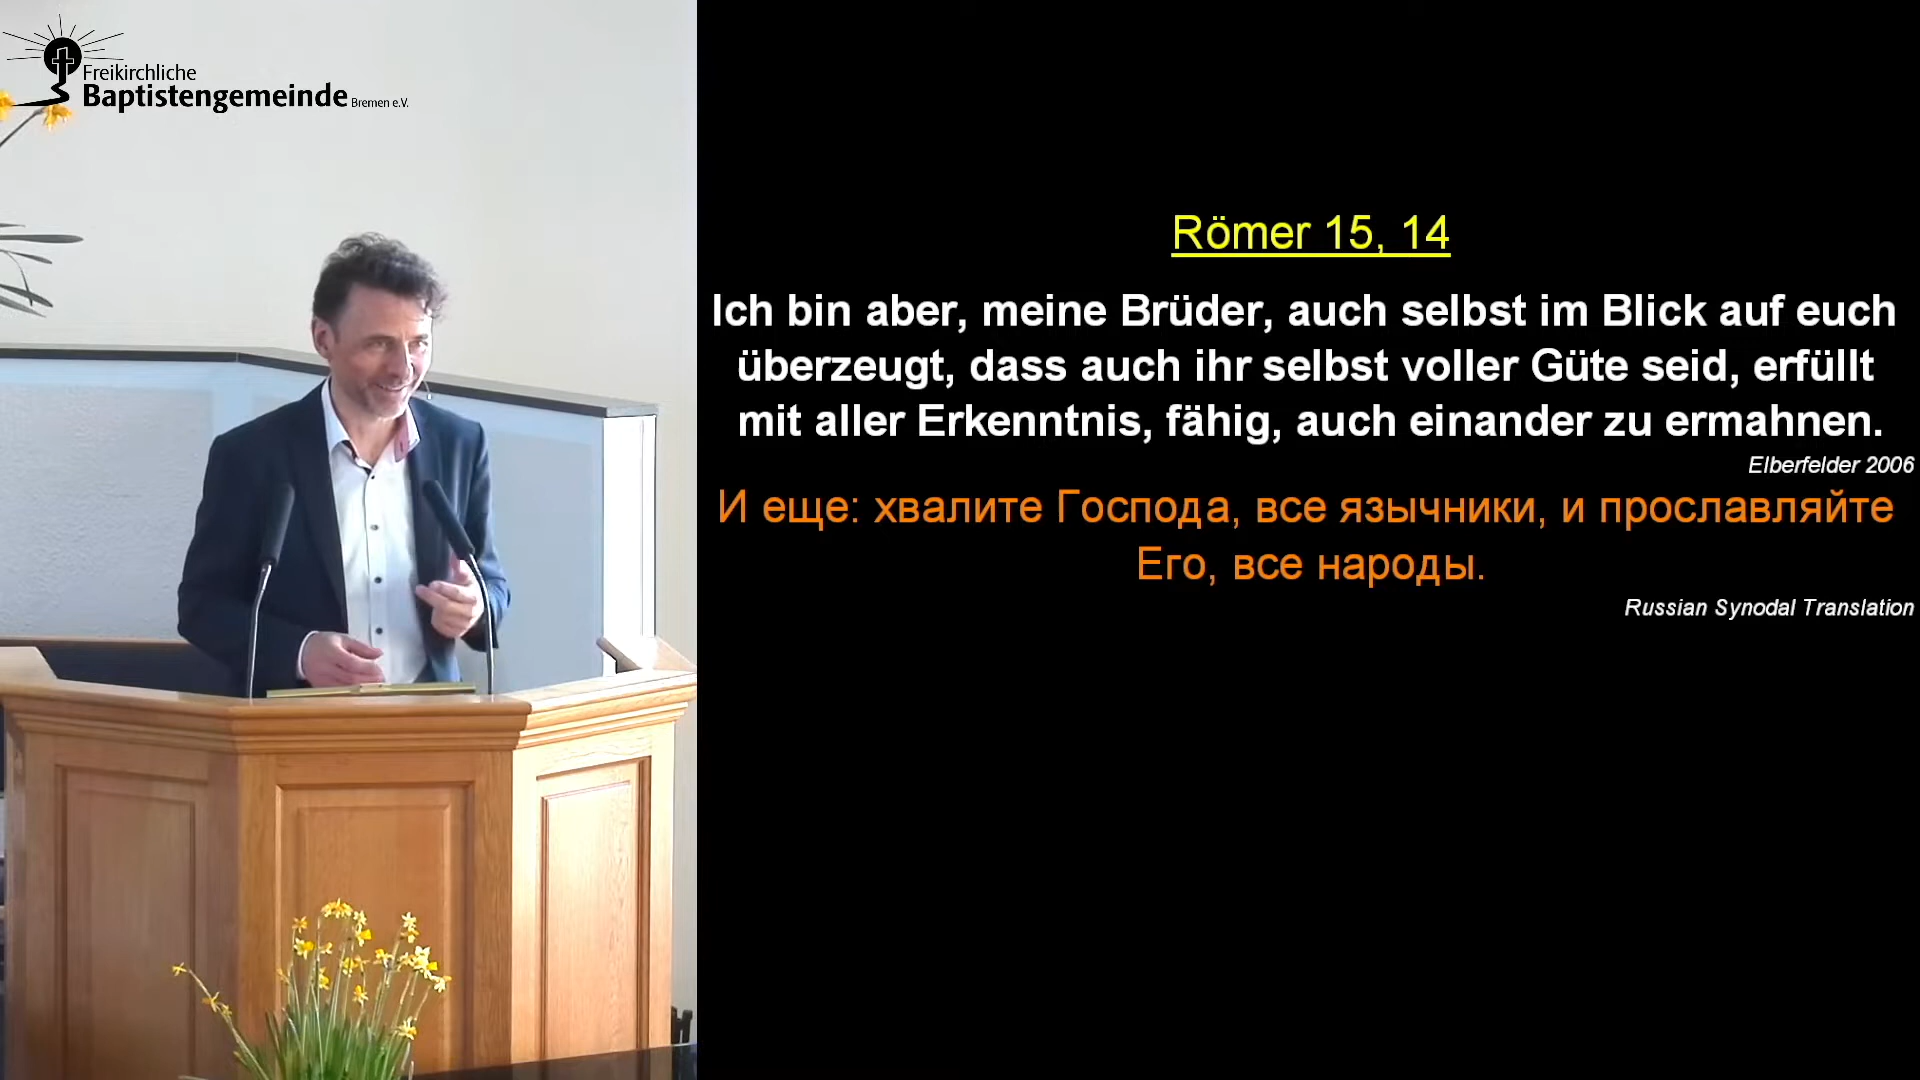 Freikirchliche
Baptistengemeinde Bremen e.V.
Römer 15, 14
Ich bin aber, meine Brüder, auch selbst im Blick auf euch
überzeugt, dass auch ihr selbst voller Güte seid, erfüllt
mit aller Erkenntnis, fähig, auch einander zu ermahnen.
Elberfelder 2006
И еще: хвалите Господа, все язычники, и прославляйте
Его, все народы.
Russian Synodal Translation